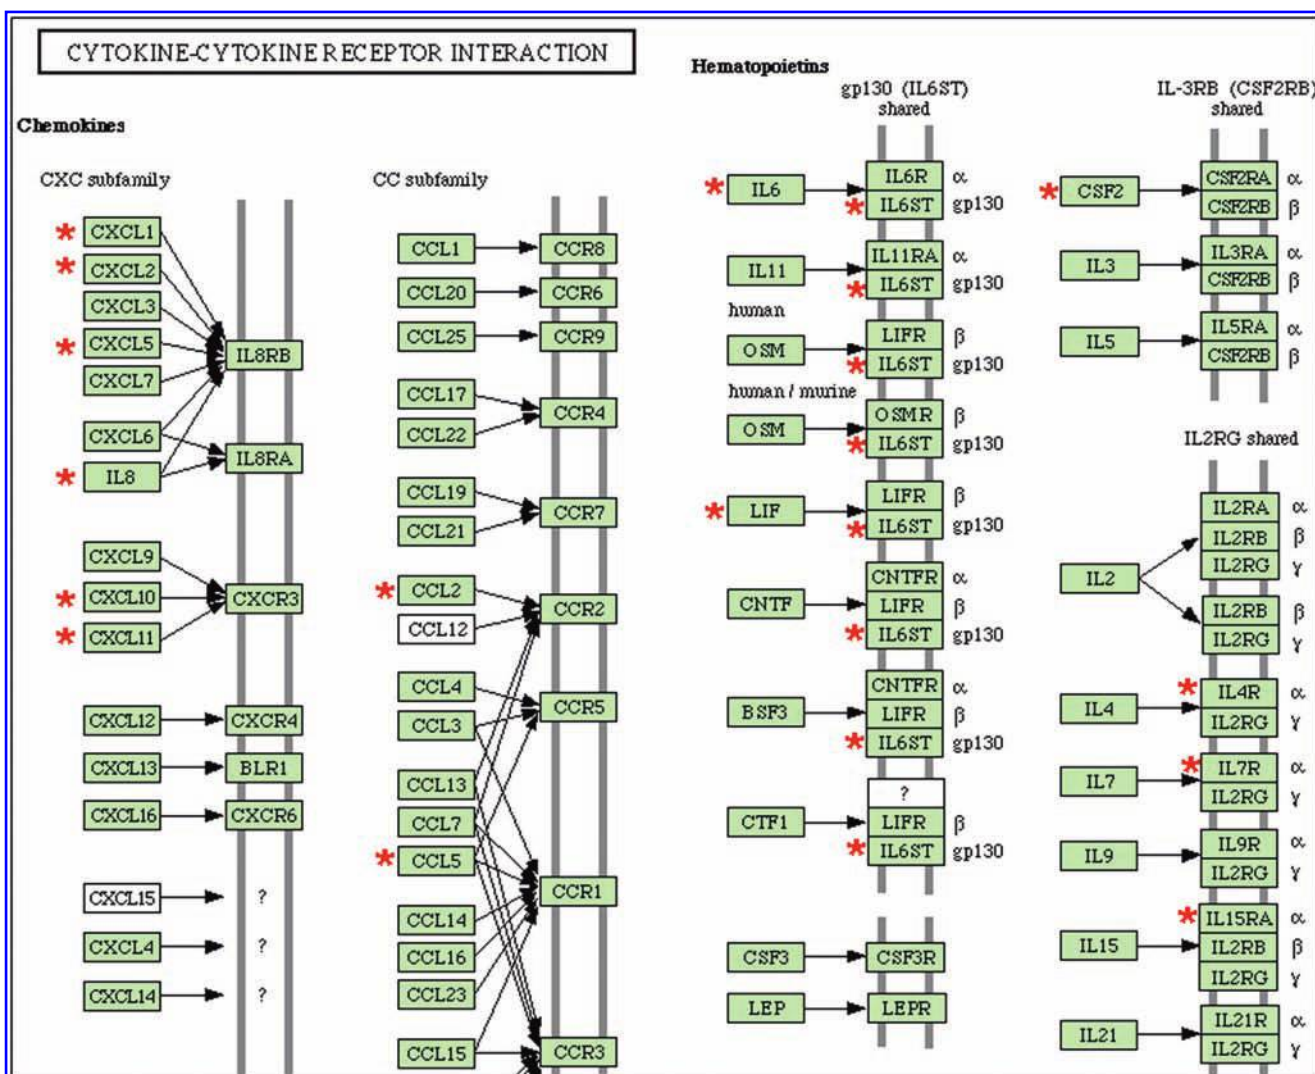 CYTOKINE-CYTOKINE RECEPTOR INTERACTION
Chemokines
CXC subfamily
* CXCL1
* CXCL2
CXCL3
* CXCL5
CXCL7
CXCL6
* IL8
IL8RB
IL8RA
CXCL9
* CXCL10
* CXCL11
CXCR3
CXCL12 CXCR4
CXCL13 BLR1
CXCL16 CXCR6
CXCL15 ?
CXCL4 ?
CXCL14 ?
CC subfamily
CCL1 CCR8
CCL20 CCR6
CCL25 CCR9
CCL17
CCL22
CCR4
CCL19
CCL21
CCR7
* CCL2
CCL12
CCR2
CCL4
CCL3
CCR5
CCL13
CCL7
* CCL5
CCL14
CCL16
CCL23
CCR1
CCL15 CCR3
Hematopoietins
gp130 (IL6ST)
shared
* IL6
IL6R α
* IL6ST gp130
IL11
IL11RA α
* IL6ST gp130
human
OSM
LIFR β
* IL6ST gp130
human / murine
OSM
OSMR β
* IL6ST gp130
* LIF
LIFR β
* IL6ST gp130
CNTF
CNTFR α
LIFR β
* IL6ST gp130
BSF3
CNTFR α
LIFR β
* IL6ST gp130
CTF1
?
LIFR β
* IL6ST gp130
CSF3 CSF3R
LEP LEPR
IL-3RB (CSF2RB)
shared
* CSF2
CSF2RA α
CSF2RB β
IL3
IL3RA α
CSF2RB β
IL5
IL5RA α
CSF2RB β
IL2RG shared
IL2
IL2RA α
IL2RB β
IL2RG γ
IL2RB β
IL2RG γ
IL4
* IL4R α
IL2RG γ
IL7
* IL7R α
IL2RG γ
IL9
IL9R α
IL2RG γ
IL15
* IL15RA α
IL2RB β
IL2RG γ
IL21
IL21R α
IL2RG γ